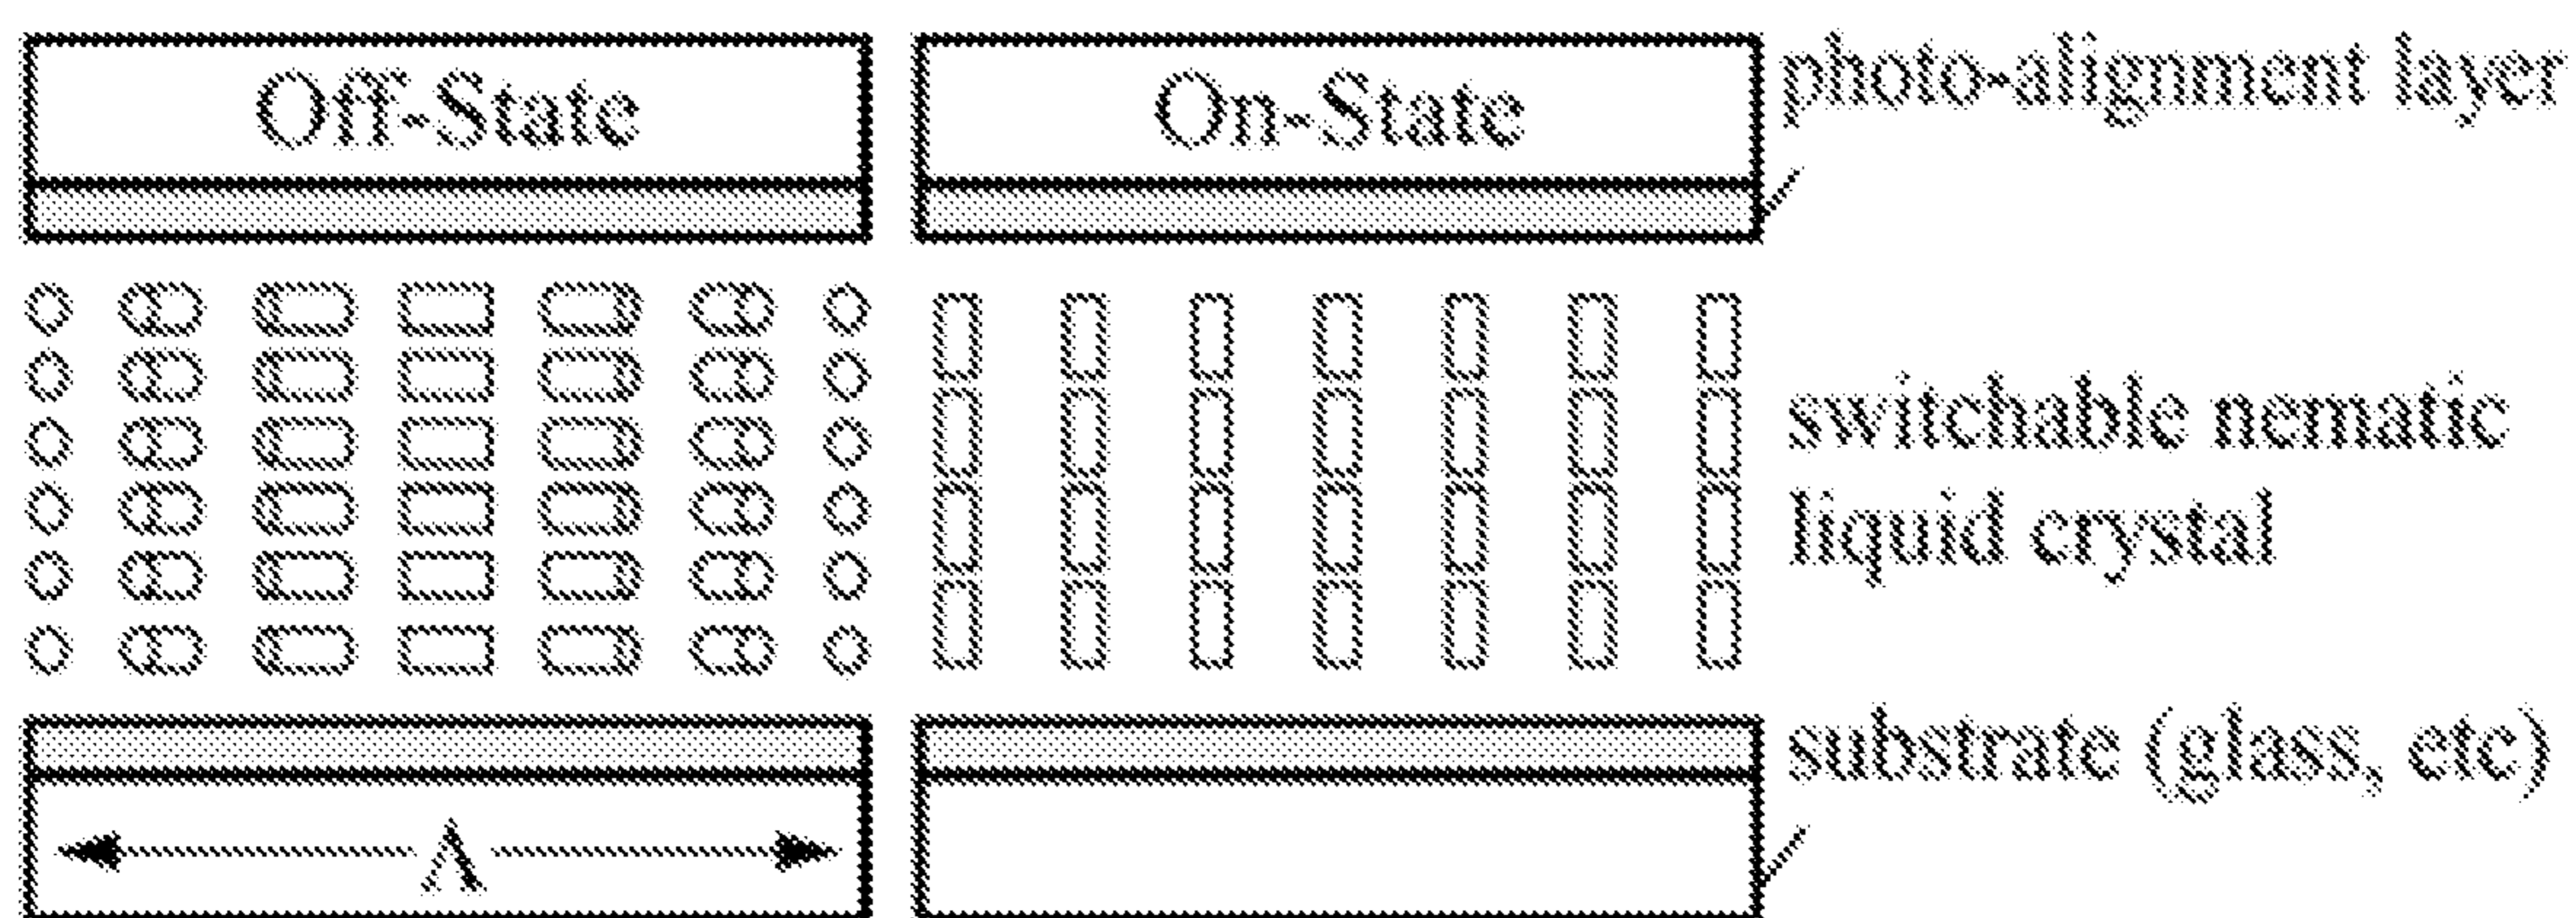 Off-State
On-State
photo-alignment layer
switchable nematic
liquid crystal
substrate (glass, etc)
Λ